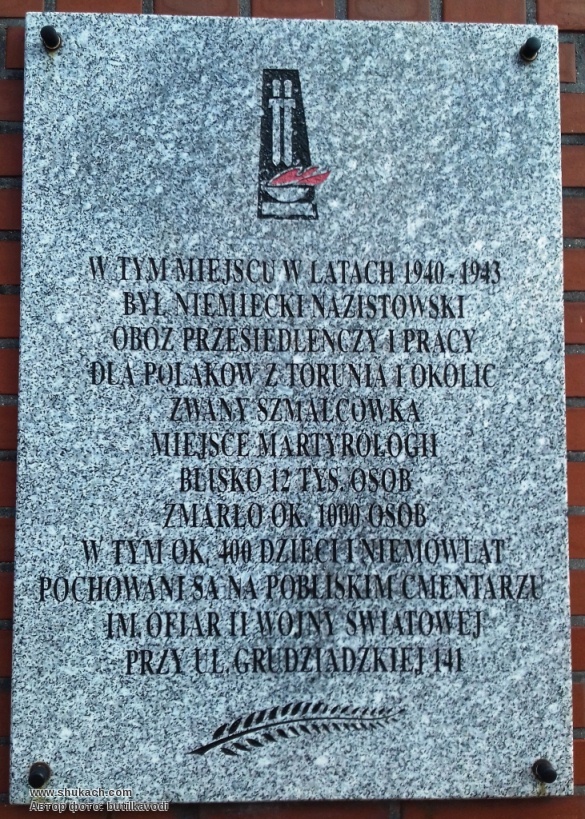 W TYM MIEJSCU W LATACH 1940 - 1943
BYŁ NIEMIECKI NAZISTOWSKI
OBÓZ PRZESIEDLEŃCZY I PRACY
DLA POLAKÓW Z TORUNIA I OKOLIC
ZWANY SZMALCÓWKA
MIEJSCE MARTYROLOGII
BLISKO 12 TYS. OSÓB
ZMARŁO OK. 1000 OSÓB
W TYM OK. 400 DZIECI I NIEMOWLĄT
POCHOWANI SĄ NA POBLISKIM CMENTARZU
IM. OFIAR II WOJNY ŚWIATOWEJ
PRZY UL. GRUDZIĄDZKIEJ 141
www.shukach.com
Автор фото: butilkavodi